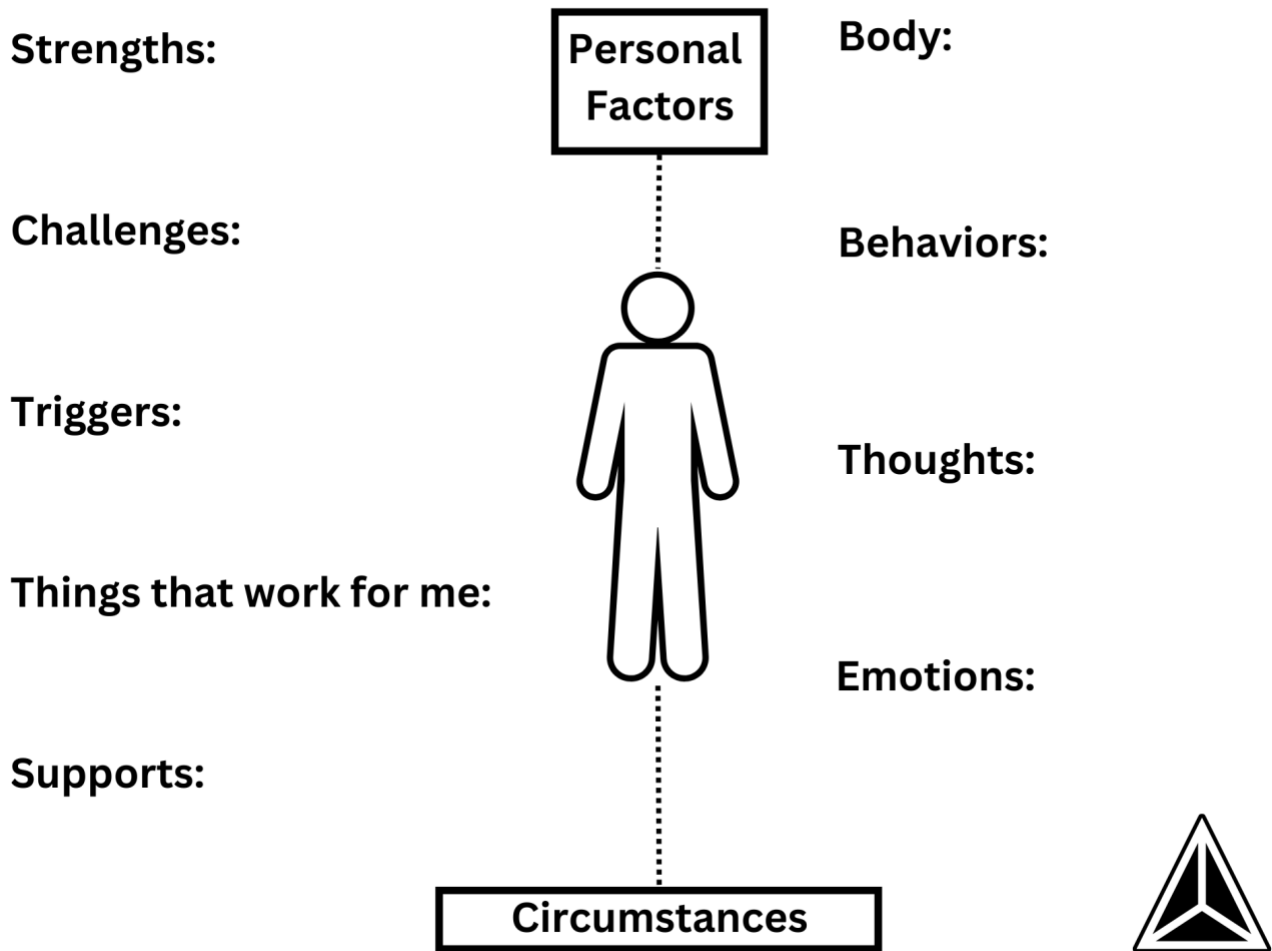 Personal
Factors
Strengths:
Challenges:
Triggers:
Things that work for me:
Supports:
Body:
Behaviors:
Thoughts:
Emotions:
Circumstances